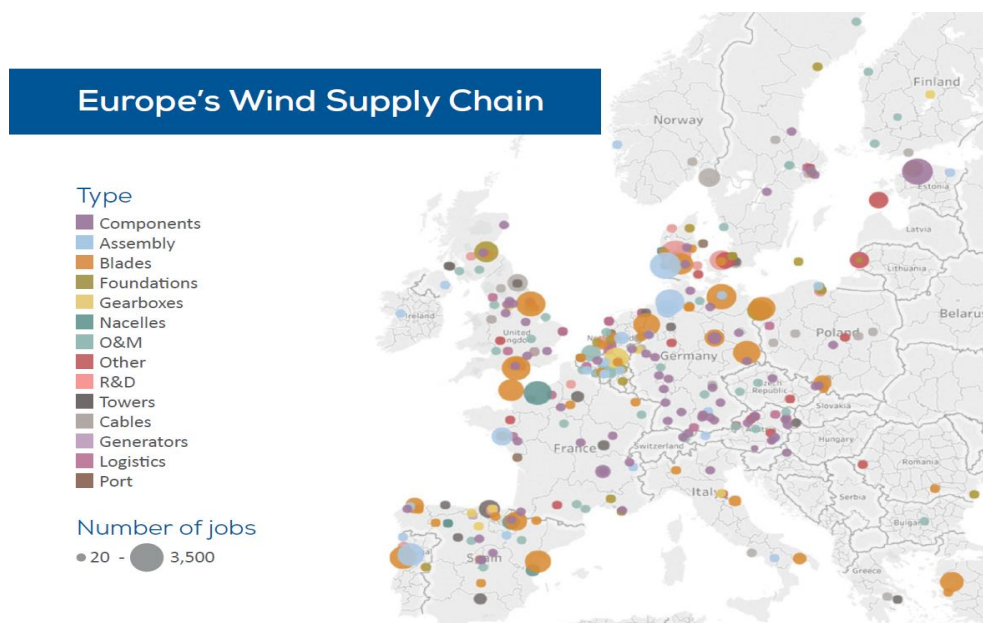 Europe's Wind Supply Chain
Type
Components
Assembly
Blades
Foundations
Gearboxes
Nacelles
O&M
Other
R&D
Towers
Cables
Generators
Logistics
Port
Number of jobs
20 - 3,500
Finland
Norway
Estonia
Latvia
Lithuania
Ireland
United
Belarus
Poland
Germany
Slovakia
France
Switzerland
Hungary
Romania
Italy
Serbia
Spain
Greece